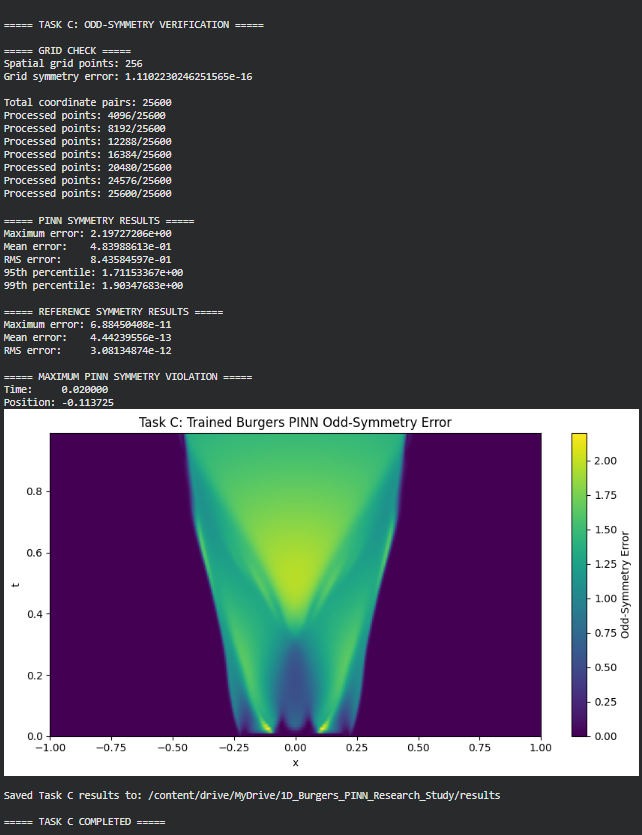 ===== TASK C: ODD-SYMMETRY VERIFICATION =====
===== GRID CHECK =====
Spatial grid points: 256
Grid symmetry error: 1.1102230246251565e-16
Total coordinate pairs: 25600
Processed points: 4096/25600
Processed points: 8192/25600
Processed points: 12288/25600
Processed points: 16384/25600
Processed points: 20480/25600
Processed points: 24576/25600
Processed points: 25600/25600
===== PINN SYMMETRY RESULTS =====
Maximum error: 2.19727206e+00
Mean error:    4.83988613e-01
RMS error:     8.43584597e-01
95th percentile: 1.71153367e+00
99th percentile: 1.90347683e+00
===== REFERENCE SYMMETRY RESULTS =====
Maximum error: 6.88450408e-11
Mean error:    4.44239556e-13
RMS error:     3.08134874e-12
===== MAXIMUM PINN SYMMETRY VIOLATION =====
Time:     0.020000
Position: -0.113725
Task C: Trained Burgers PINN Odd-Symmetry Error
0.8
0.6
0.4
0.2
0.0
t
-1.00 -0.75 -0.50 -0.25 0.00 0.25 0.50 0.75 1.00
x
2.00
1.75
1.50
1.25
1.00
0.75
0.50
0.25
0.00
Odd-Symmetry Error
Saved Task C results to: /content/drive/MyDrive/1D_Burgers_PINN_Research_Study/results
===== TASK C COMPLETED =====